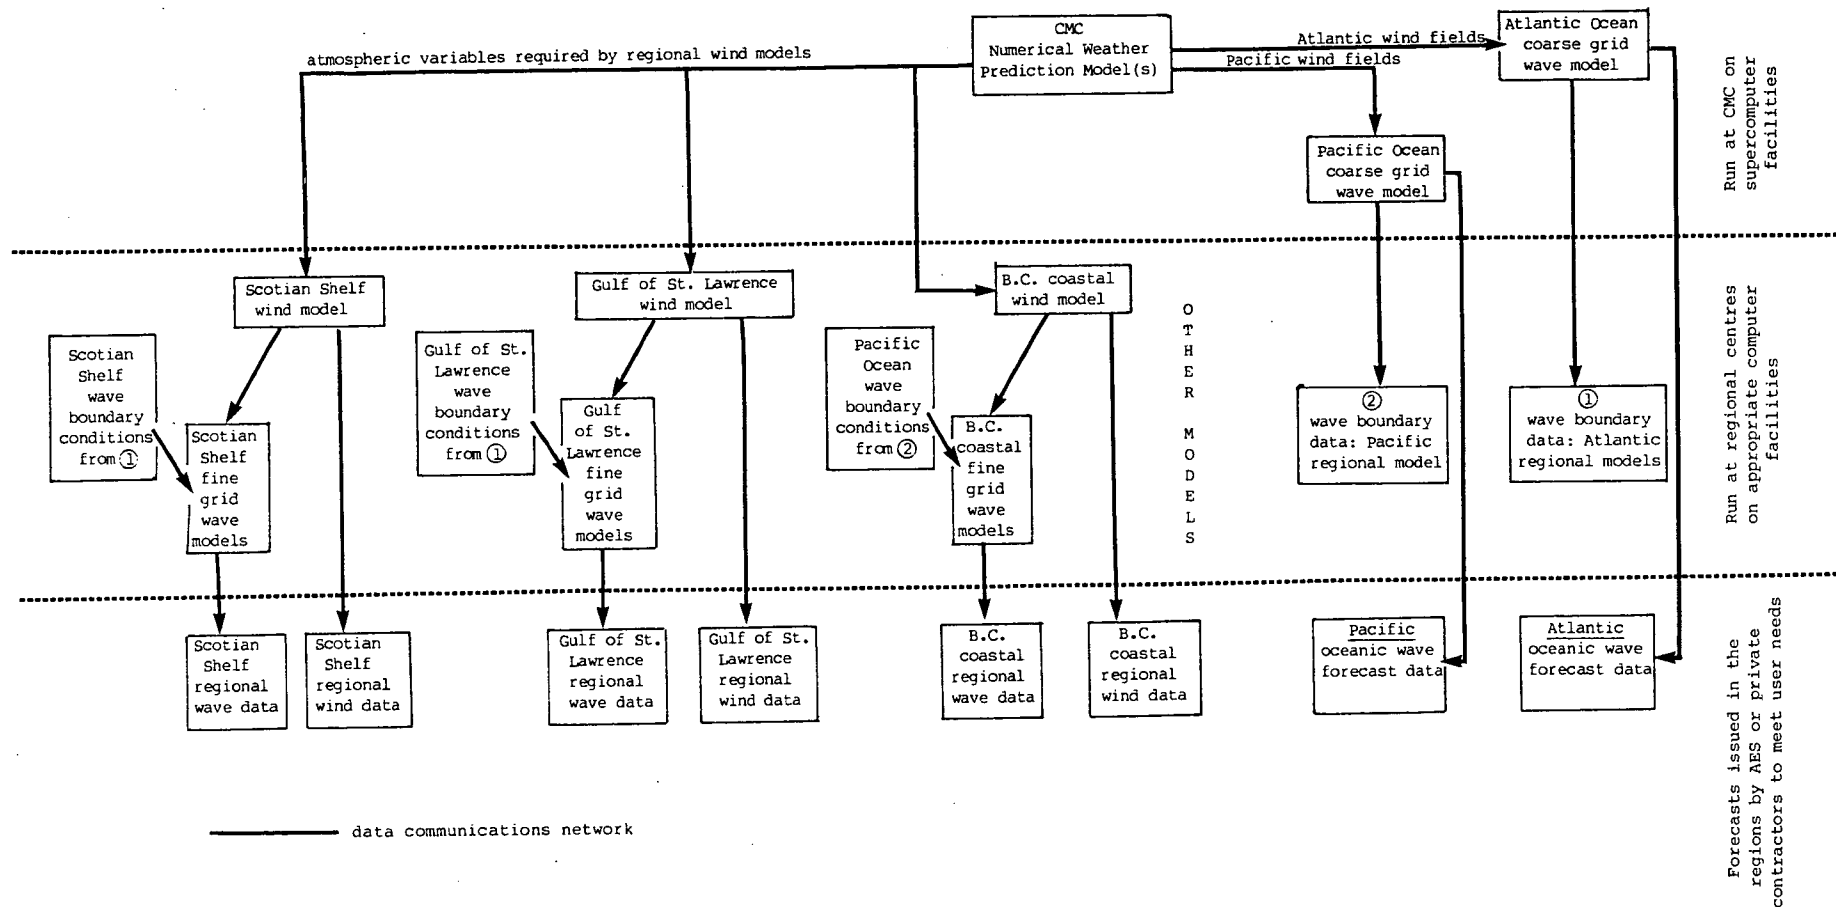 CMC
Numerical Weather
Prediction Model(s)
atmospheric variables required by regional wind models
Atlantic wind fields
Pacific wind fields
Atlantic Ocean
coarse grid
wave model
Pacific Ocean
coarse grid
wave model
Run at CMC on
supercomputer
facilities
Scotian Shelf
wind model
Gulf of St. Lawrence
wind model
B.C. coastal
wind model
Scotian
Shelf
wave
boundary
conditions
from ①
Scotian
Shelf
fine
grid
wave
models
Gulf of St.
Lawrence
wave
boundary
conditions
from ①
Gulf
of St.
Lawrence
fine
grid
wave
models
Pacific
Ocean
wave
boundary
conditions
from ②
B.C.
coastal
fine
grid
wave
models
OTHER MODELS
②
wave boundary
data: Pacific
regional model
①
wave boundary
data: Atlantic
regional models
Run at regional centres
on appropriate computer
facilities
Scotian
Shelf
regional
wave data
Scotian
Shelf
regional
wind data
Gulf of St.
Lawrence
regional
wave data
Gulf of St.
Lawrence
regional
wind data
B.C.
coastal
regional
wave data
B.C.
coastal
regional
wind data
Pacific
oceanic wave
forecast data
Atlantic
oceanic wave
forecast data
Forecasts issued in the
regions by AES or private
contractors to meet user needs
data communications network